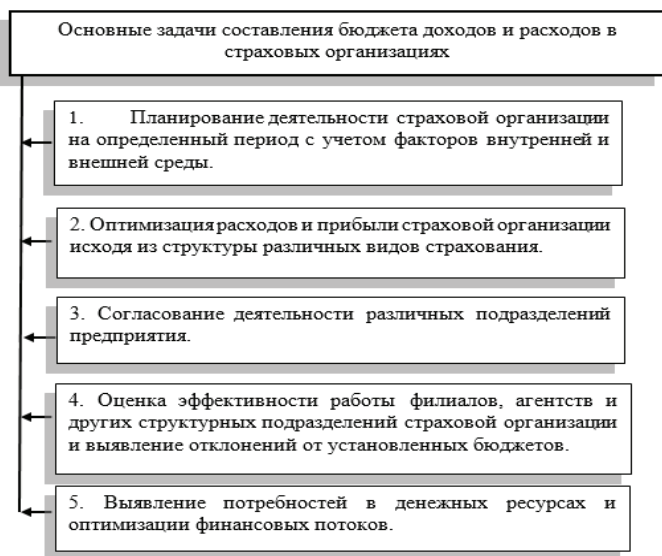 Основные задачи составления бюджета доходов и расходов в
страховых организациях
1. Планирование деятельности страховой организации
на определенный период с учетом факторов внутренней и
внешней среды.
2. Оптимизация расходов и прибыли страховой организации
исходя из структуры различных видов страхования.
3. Согласование деятельности различных подразделений
предприятия.
4. Оценка эффективности работы филиалов, агентств и
других структурных подразделений страховой организации
и выявление отклонений от установленных бюджетов.
5. Выявление потребностей в денежных ресурсах и
оптимизации финансовых потоков.